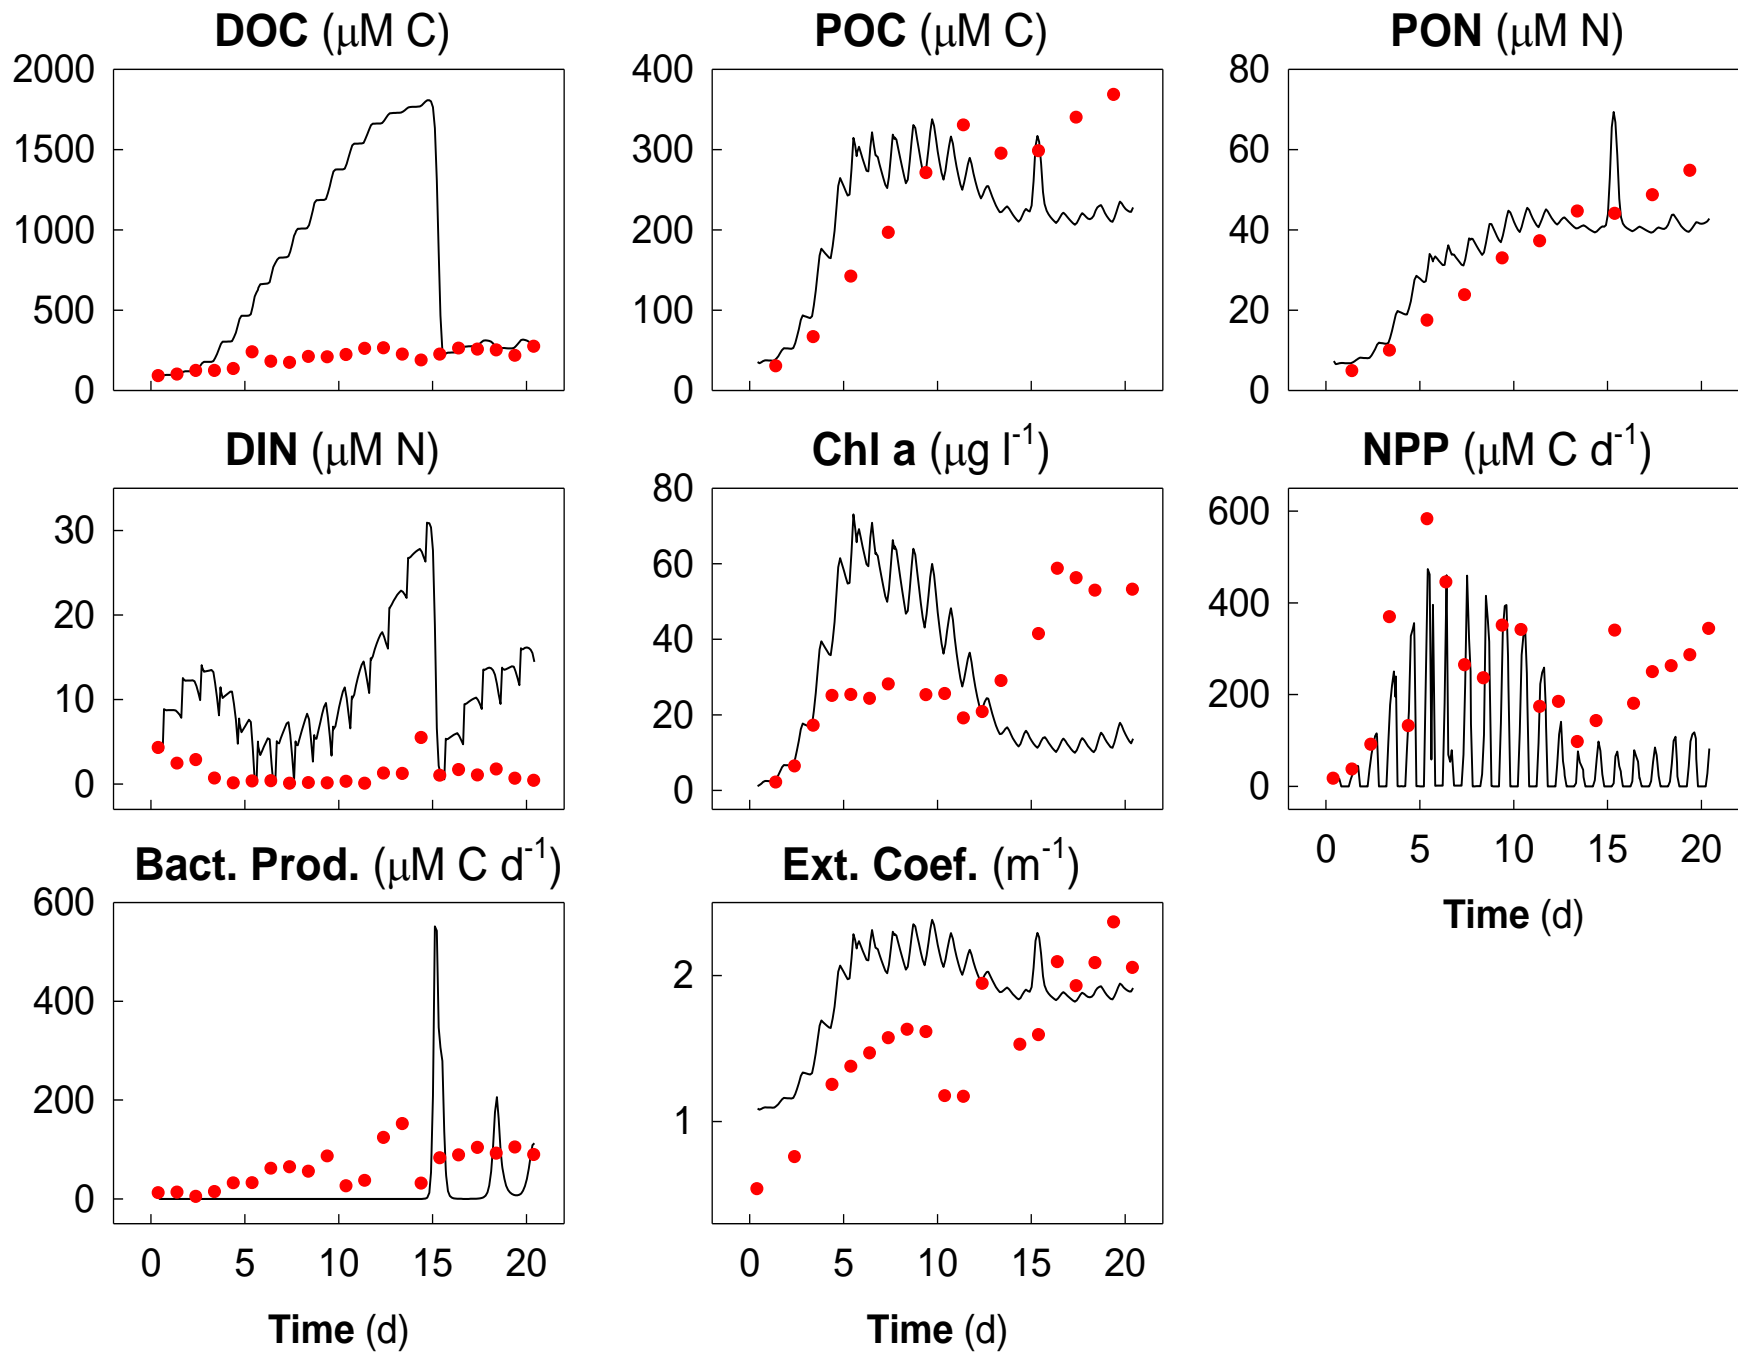 DOC (μM C)
POC (μM C)
PON (μM N)
2000
1500
1000
500
0
400
300
200
100
0
80
60
40
20
0
DIN (μM N)
Chl a (μg l⁻¹)
NPP (μM C d⁻¹)
30
20
10
0
80
60
40
20
0
600
400
200
0
0 5 10 15 20
Time (d)
Bact. Prod. (μM C d⁻¹)
Ext. Coef. (m⁻¹)
600
400
200
0
2
1
0 5 10 15 20
0 5 10 15 20
Time (d)
Time (d)